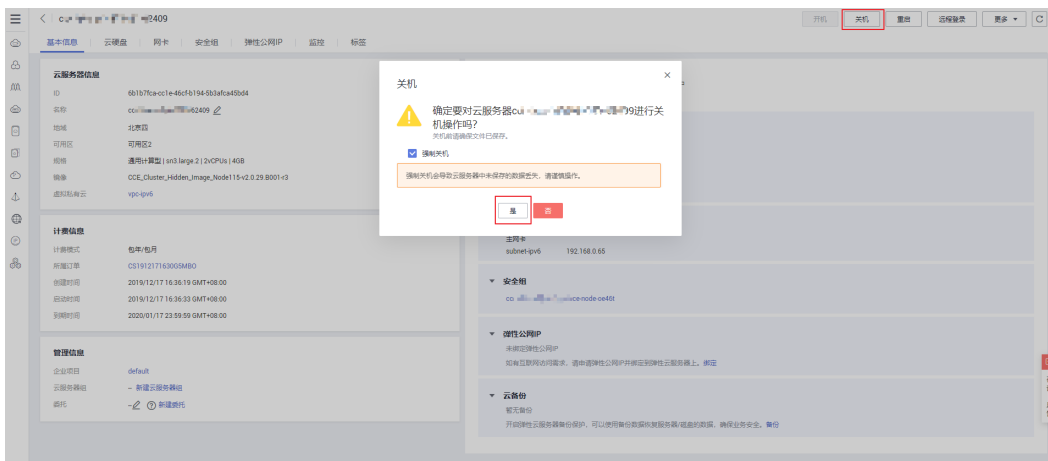 2409
开机
关机
重启
远程登录
更多
基本信息
云硬盘
网卡
安全组
弹性公网IP
监控
标签
云服务器信息
ID
6b1b7fca-cc1e-46cf-b194-5b3afca45bd4
名称
62409
地域
北京四
可用区
可用区2
规格
通用计算型 | sn3.large.2 | 2vCPUs | 4GB
镜像
CCE_Cluster_Hidden_Image_Node115-v2.0.29.B001-r3
虚拟私有云
vpc-ipv6
计费信息
计费模式
包年/包月
所属订单
CS1912171630G5MBO
创建时间
2019/12/17 16:36:19 GMT+08:00
启动时间
2019/12/17 16:36:33 GMT+08:00
到期时间
2020/01/17 23:59:59 GMT+08:00
管理信息
企业项目
default
云服务器组
-- 新建云服务器组
委托
-- 新建委托
关机
确定要对云服务器 进行关
机操作吗?
关机前请确保文件已保存。
强制关机
强制关机会导致云服务器中未保存的数据丢失,请谨慎操作。
是
否
主网卡
subnet-ipv6
192.168.0.65
安全组
ce-node-oe46t
弹性公网IP
未绑定弹性公网IP
如有互联网访问需求,请申请弹性公网IP并绑定到弹性云服务器上。绑定
云备份
暂无备份
开启弹性云服务器备份保护,可以使用备份数据恢复服务器/磁盘的数据,确保业务安全。备份